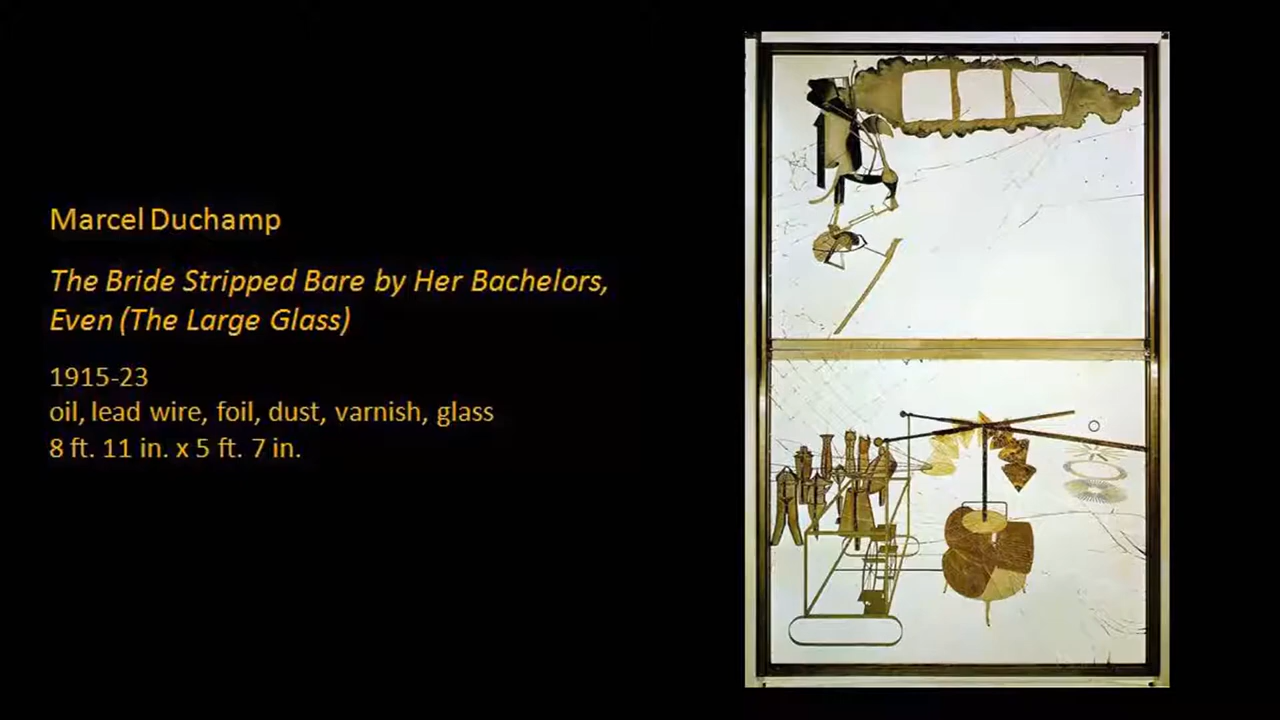 Marcel Duchamp
The Bride Stripped Bare by Her Bachelors,
Even (The Large Glass)
1915-23
oil, lead wire, foil, dust, varnish, glass
8 ft. 11 in. x 5 ft. 7 in.